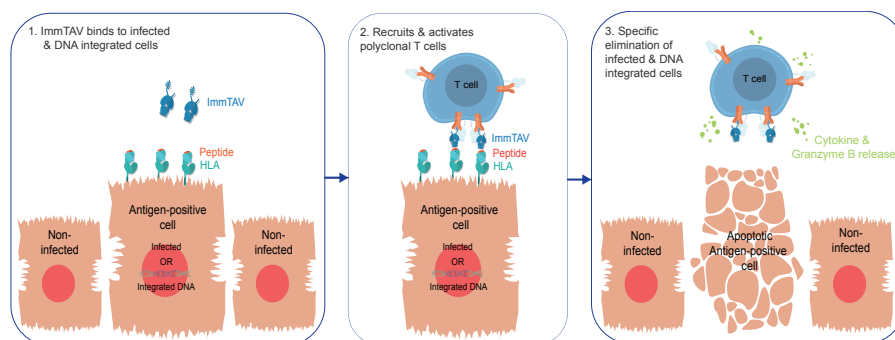 1. ImmTAV binds to infected
& DNA integrated cells
ImmTAV
Peptide
HLA
Antigen-positive
cell
Non-
infected
Infected
OR
Integrated DNA
Non-
infected
2. Recruits & activates
polyclonal T cells
T cell
ImmTAV
Peptide
HLA
Antigen-positive
cell
Infected
OR
Integrated DNA
3. Specific
elimination of
infected & DNA
integrated cells
T cell
Cytokine &
Granzyme B release
Non-
infected
Apoptotic
Antigen-positive
cell
Non-
infected